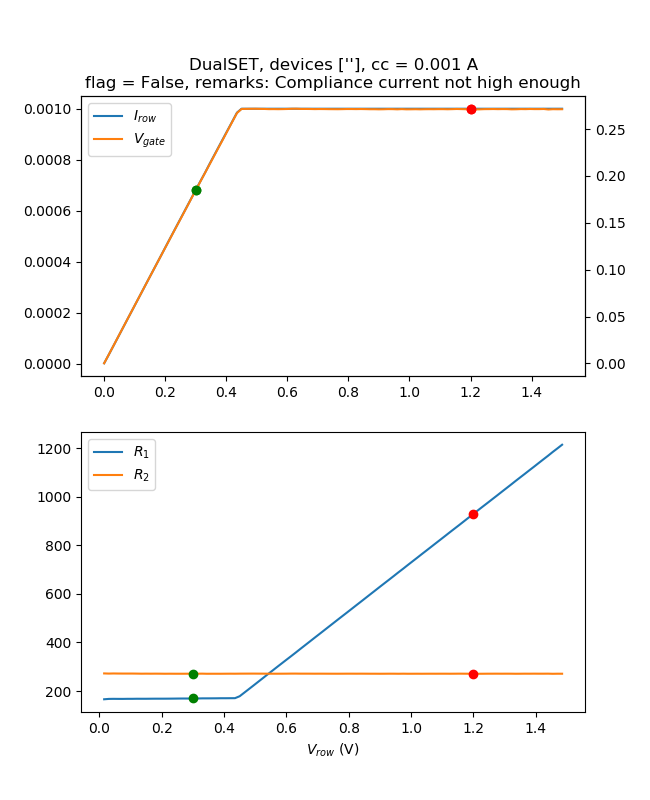 DualSET, devices [''], cc = 0.001 A
flag = False, remarks: Compliance current not high enough
0.0010
0.0008
0.0006
0.0004
0.0002
0.0000
I_row
V_gate
0.25
0.20
0.15
0.10
0.05
0.00
0.0 0.2 0.4 0.6 0.8 1.0 1.2 1.4
1200
1000
800
600
400
200
R_1
R_2
0.0 0.2 0.4 0.6 0.8 1.0 1.2 1.4
V_row (V)